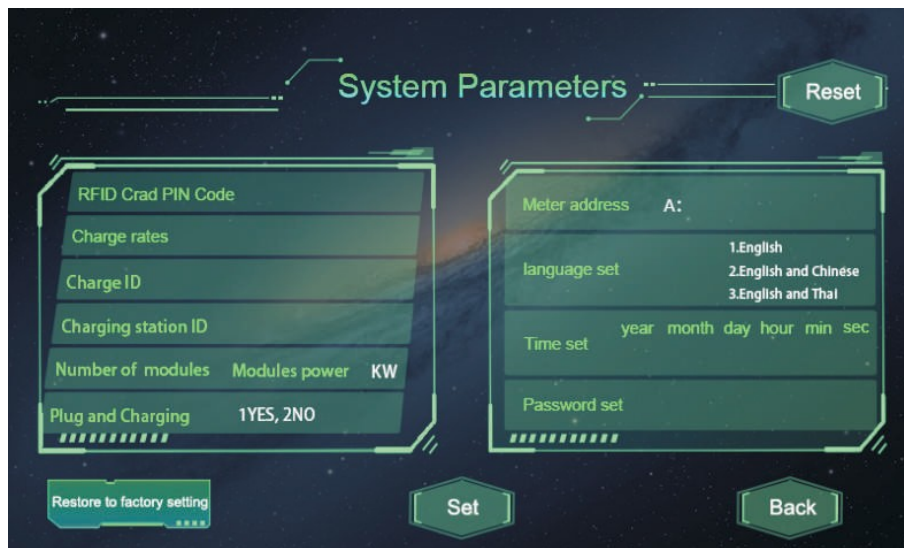 System Parameters
Reset
RFID Crad PIN Code
Charge rates
Charge ID
Charging station ID
Number of modules Modules power KW
Plug and Charging 1YES, 2NO
Meter address A:
language set
1.English
2.English and Chinese
3.English and Thai
Time set year month day hour min sec
Password set
Restore to factory setting
Set
Back